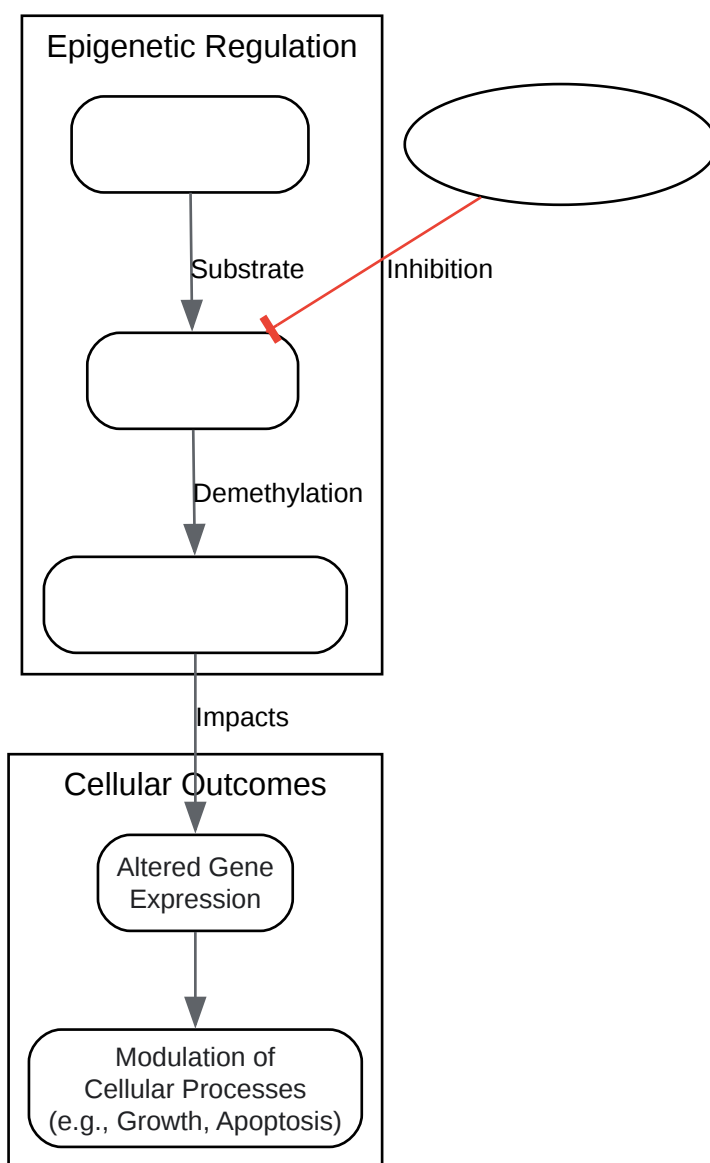 Epigenetic Regulation
Substrate
Inhibition
Demethylation
Impacts
Cellular Outcomes
Altered Gene
Expression
Modulation of
Cellular Processes
(e.g., Growth, Apoptosis)